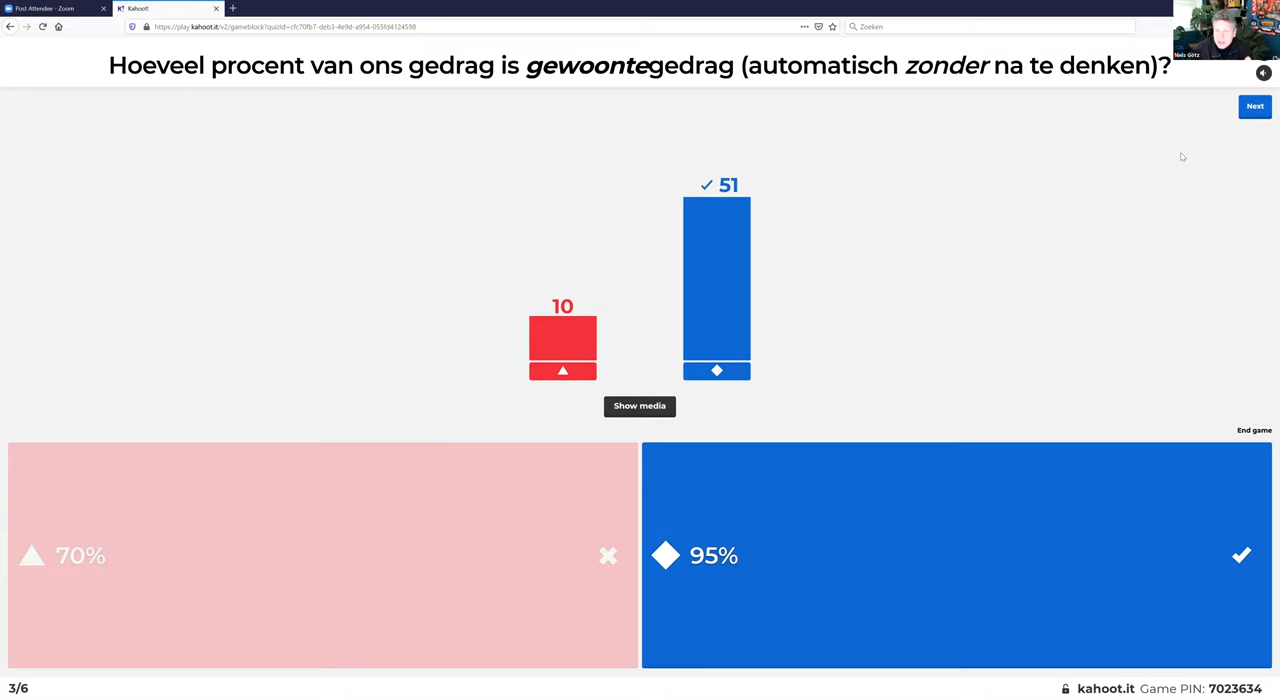 Post Attendee - Zoom
K! Kahoot!
https://play.kahoot.it/v2/gameblock?quizId=cfc70fb7-deb3-4e9d-a954-055fd4124598
Zoeken
Niels Götz
Hoeveel procent van ons gedrag is gewoontegedrag (automatisch zonder na te denken)?
Next
51
10
Show media
End game
70%
95%
3/6
kahoot.it Game PIN: 7023634